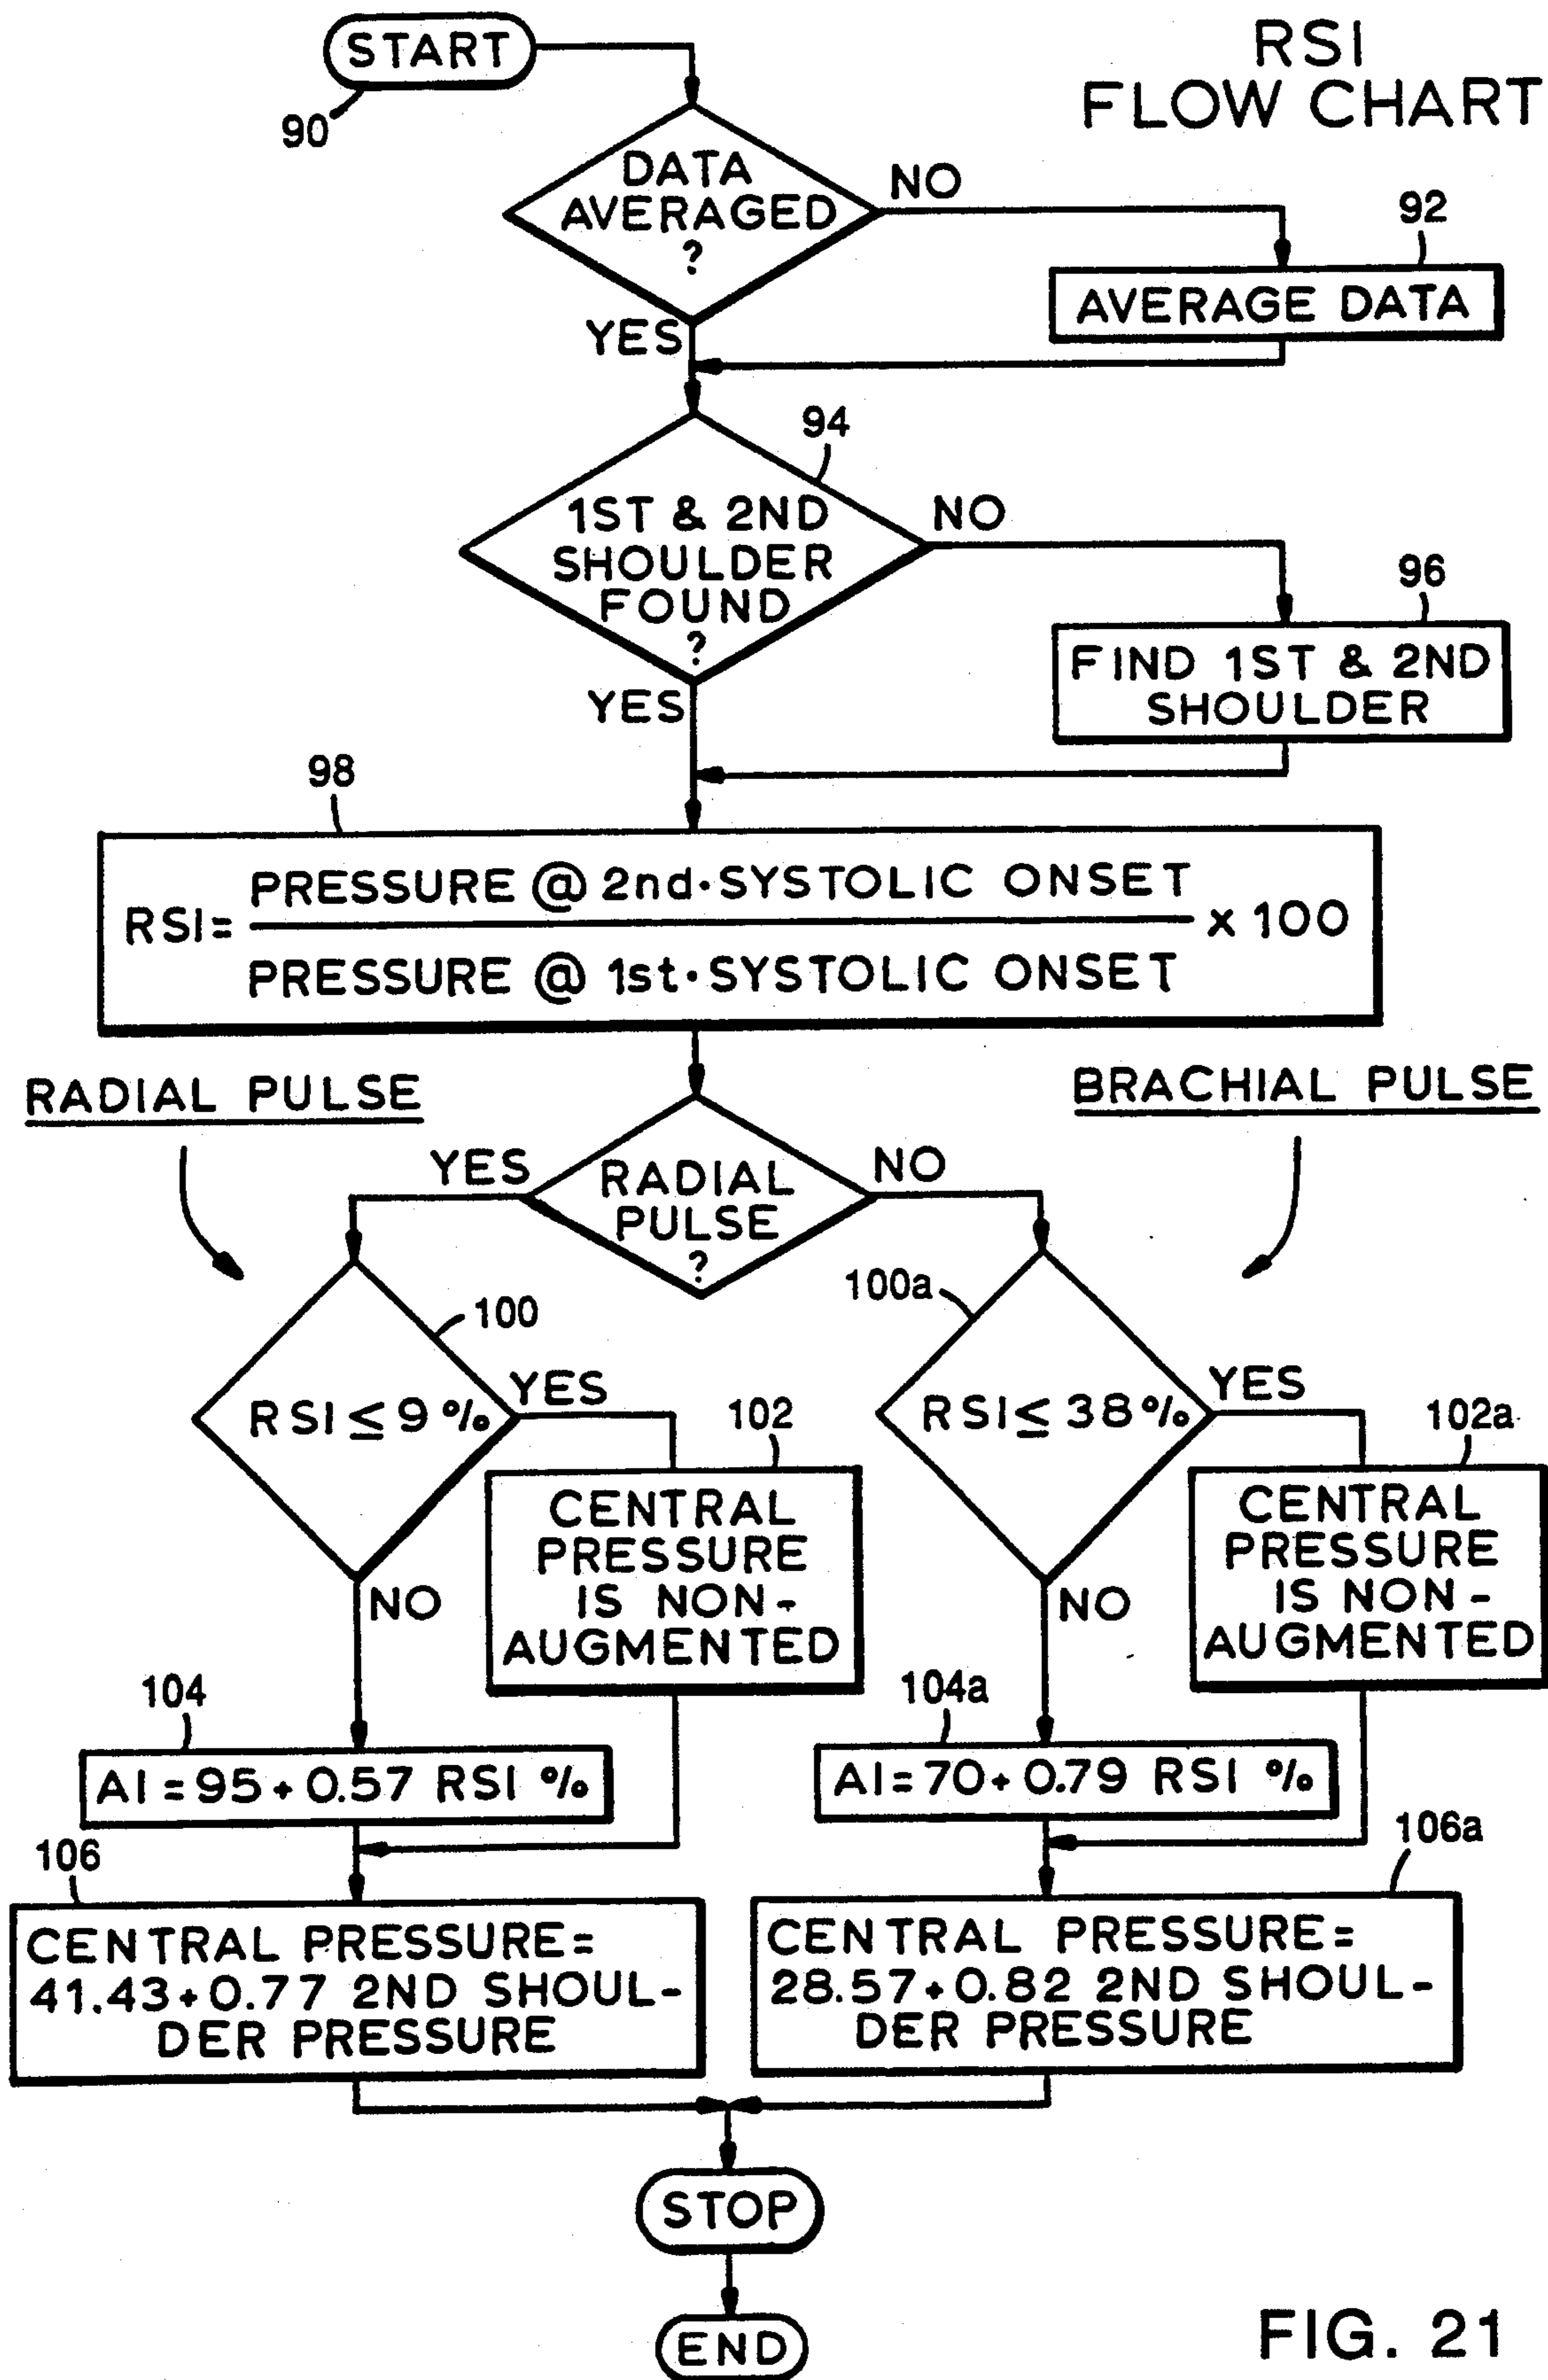 RSI
FLOW CHART
START
90
DATA
AVERAGED
?
NO
YES
92
AVERAGE DATA
94
1ST & 2ND
SHOULDER
FOUND
?
NO
YES
96
FIND 1ST & 2ND
SHOULDER
98
RSI= PRESSURE @ 2nd·SYSTOLIC ONSET
PRESSURE @ 1st·SYSTOLIC ONSET
x 100
RADIAL PULSE
BRACHIAL PULSE
YES
RADIAL
PULSE
?
NO
100
RSI ≤ 9%
YES
NO
102
CENTRAL
PRESSURE
IS NON-
AUGMENTED
100a
RSI ≤ 38%
YES
NO
102a
CENTRAL
PRESSURE
IS NON-
AUGMENTED
104
AI = 95 + 0.57 RSI %
104a
AI = 70 + 0.79 RSI %
106
CENTRAL PRESSURE=
41.43+0.77 2ND SHOUL-
DER PRESSURE
106a
CENTRAL PRESSURE=
28.57+0.82 2ND SHOUL-
DER PRESSURE
STOP
END
FIG. 21